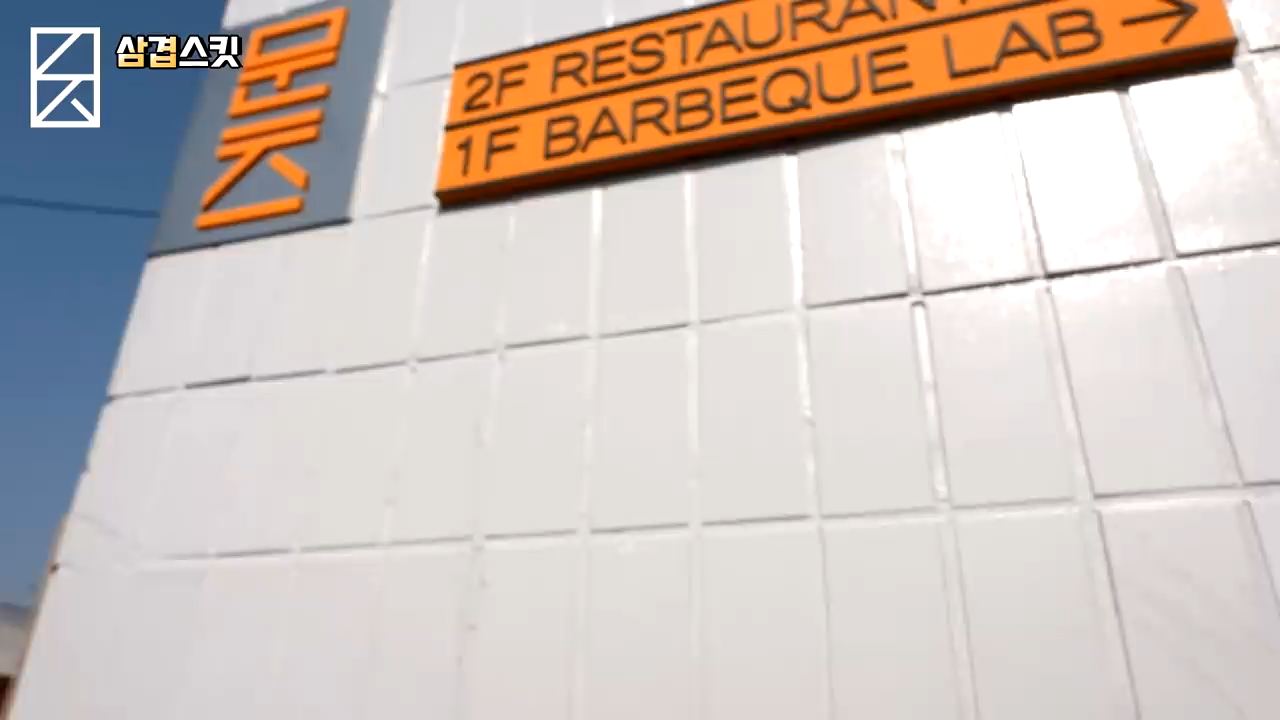 삼겹스킷
2F RESTAURANT
1F BARBEQUE LAB →